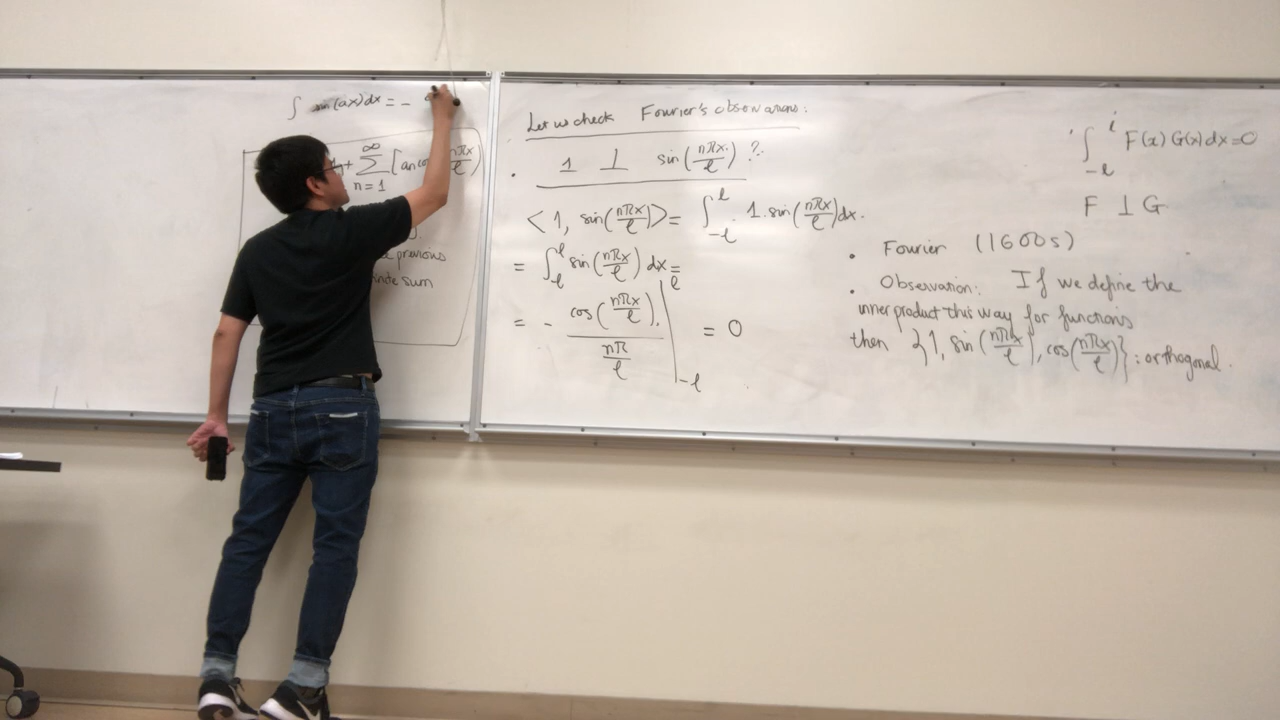 ∫ sin(ax)dx = -
+ ∑_{n=1}^{∞} [an cos nπx/ℓ)
previous
sum
Let us check Fourier's observations:
· 1 ⊥ sin(nπx/ℓ) ?
< 1, sin(nπx/ℓ)> = ∫_{-ℓ}^{ℓ} 1.sin(nπx/ℓ)dx.
= ∫_{-ℓ}^{ℓ} sin(nπx/ℓ) dx =
= - cos(nπx/ℓ) / (nπ/ℓ) |_{-ℓ}^{ℓ} = 0
∫_{-ℓ}^{ℓ} F(x) G(x) dx = 0
F ⊥ G
· Fourier (1600s)
· Observation: If we define the
inner product this way for functions
then {1, sin(nπx/ℓ), cos(nπx/ℓ)} : orthogonal.